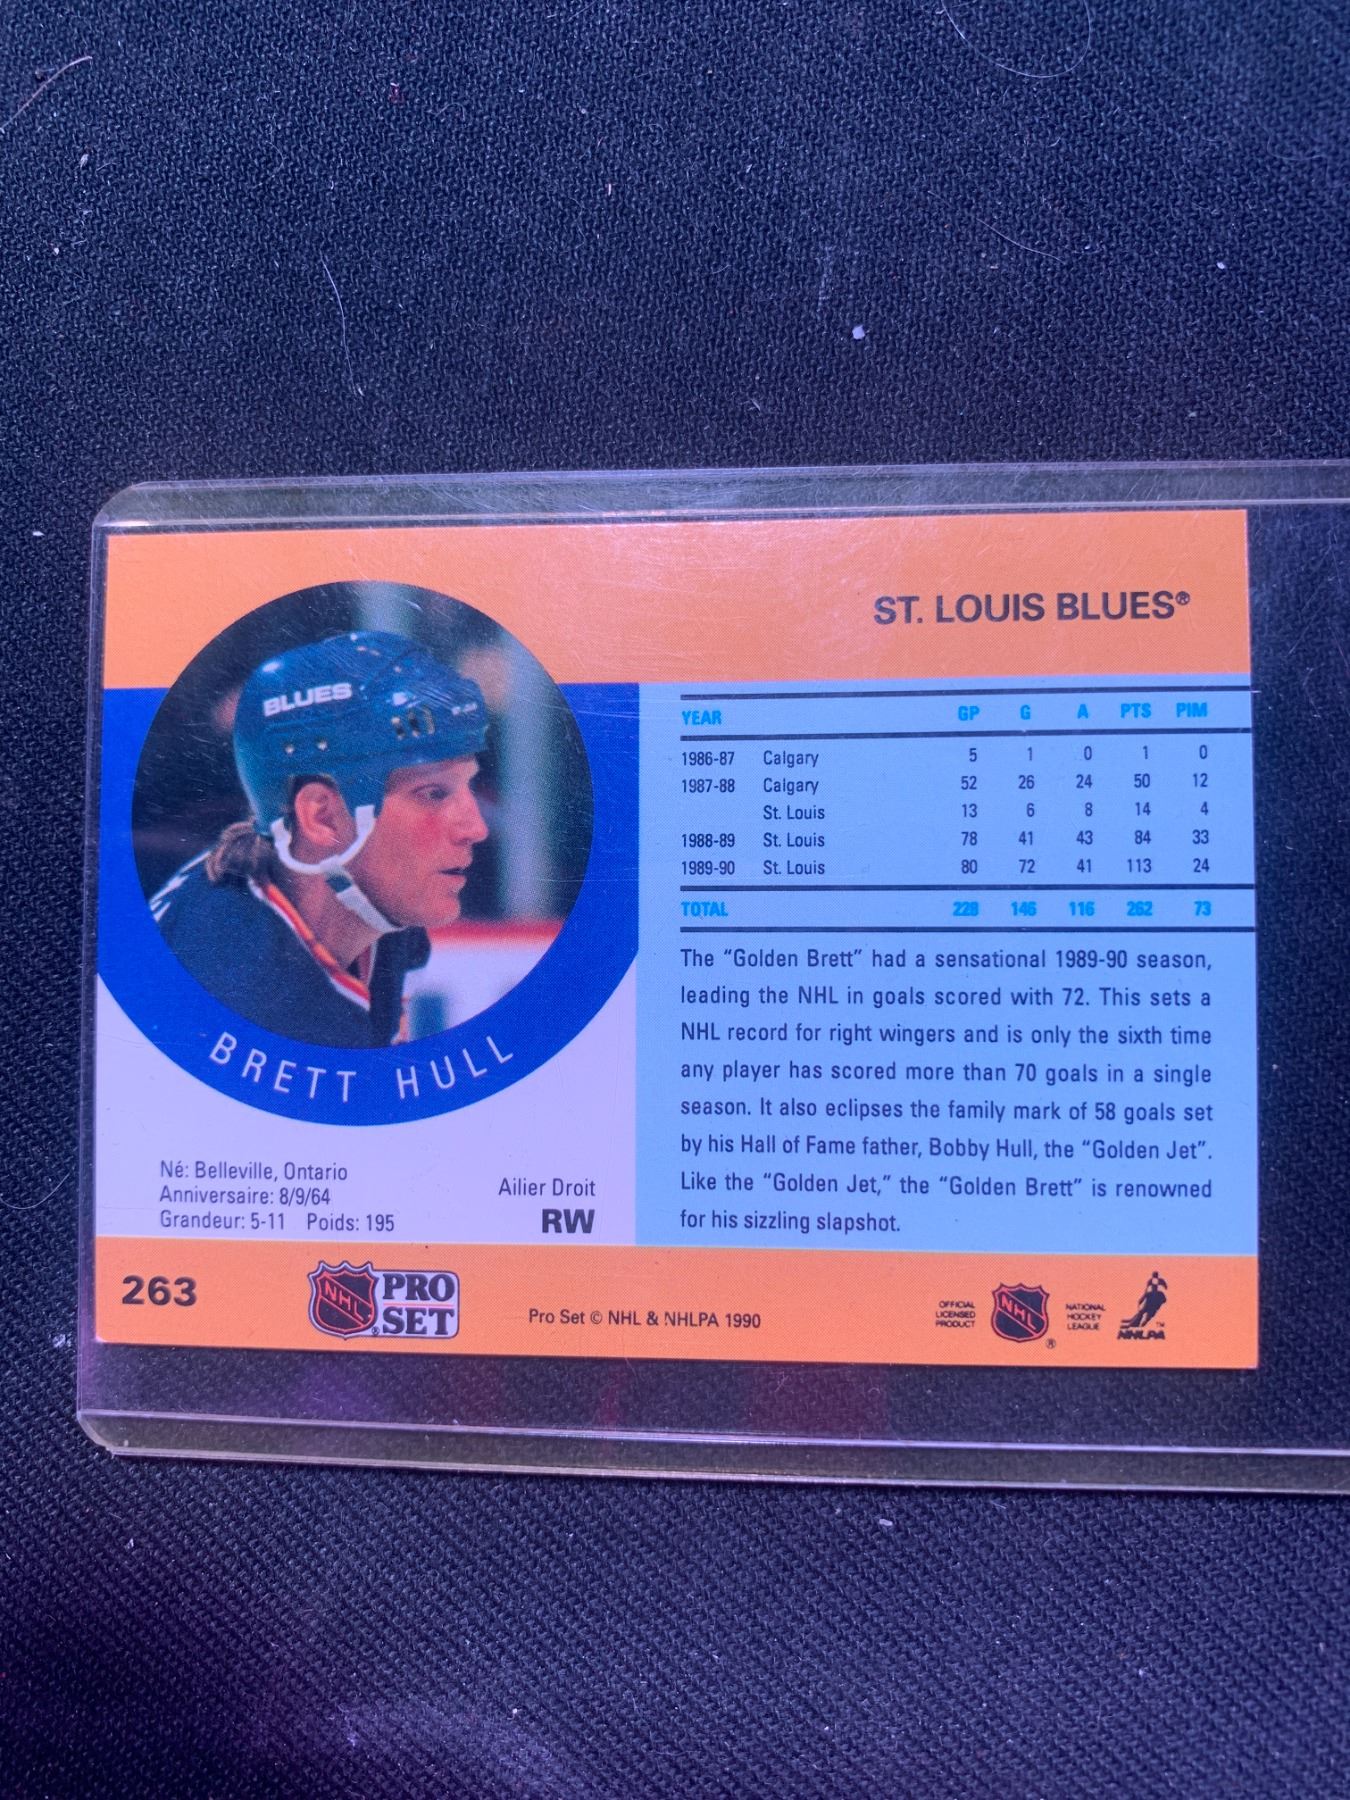 ST. LOUIS BLUES®
BLUES
BRETT HULL
Né: Belleville, Ontario
Anniversaire: 8/9/64
Grandeur: 5-11 Poids: 195
Ailier Droit
RW
YEAR GP G A PTS PIM
1986-87 Calgary 5 1 0 1 0
1987-88 Calgary 52 26 24 50 12
St. Louis 13 6 8 14 4
1988-89 St. Louis 78 41 43 84 33
1989-90 St. Louis 80 72 41 113 24
TOTAL 228 146 116 262 73
The “Golden Brett” had a sensational 1989-90 season,
leading the NHL in goals scored with 72. This sets a
NHL record for right wingers and is only the sixth time
any player has scored more than 70 goals in a single
season. It also eclipses the family mark of 58 goals set
by his Hall of Fame father, Bobby Hull, the “Golden Jet”.
Like the “Golden Jet,” the “Golden Brett” is renowned
for his sizzling slapshot.
263
NHL
®
PRO
SET
Pro Set © NHL & NHLPA 1990
OFFICIAL
LICENSED
PRODUCT
NHL
®
NATIONAL
HOCKEY
LEAGUE
™
NHLPA